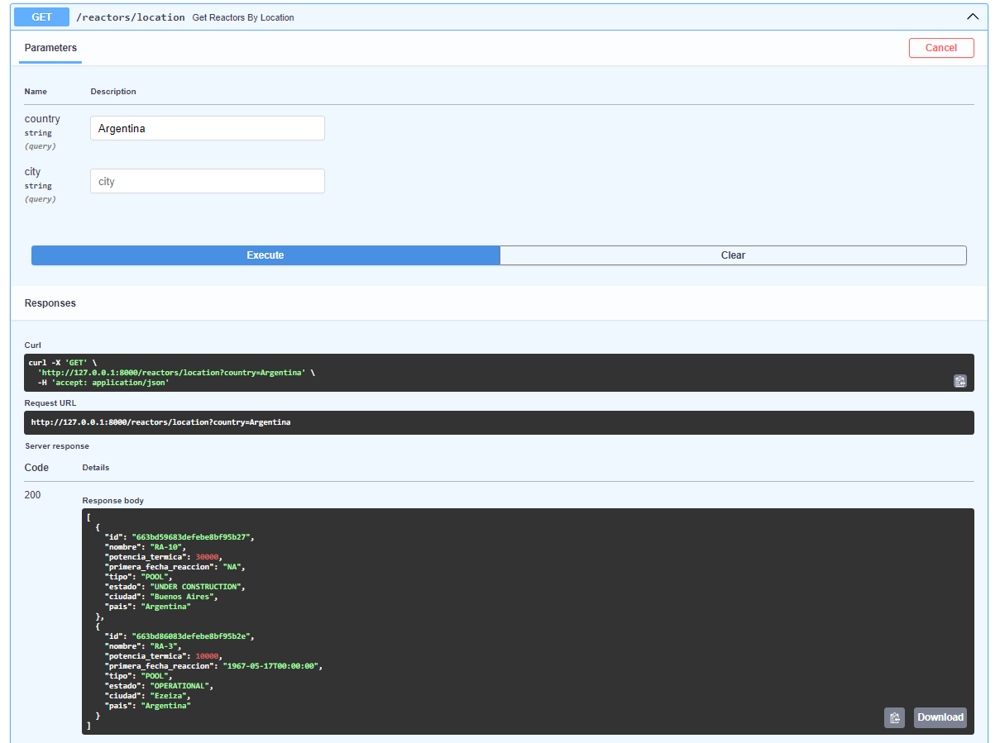 GET /reactors/location Get Reactors By Location
Parameters
Cancel
Name Description
country
string
(query)
Argentina
city
string
(query)
city
Execute Clear
Responses
Curl
curl -X 'GET' \
  'http://127.0.0.1:8000/reactors/location?country=Argentina' \
  -H 'accept: application/json'
Request URL
http://127.0.0.1:8000/reactors/location?country=Argentina
Server response
Code Details
200
Response body
[
  {
    "id": "663bd59683defebe8bf95b27",
    "nombre": "RA-10",
    "potencia_termica": 30000,
    "primera_fecha_reaccion": "NA",
    "tipo": "POOL",
    "estado": "UNDER CONSTRUCTION",
    "ciudad": "Buenos Aires",
    "pais": "Argentina"
  },
  {
    "id": "663bd86083defebe8bf95b2e",
    "nombre": "RA-3",
    "potencia_termica": 10000,
    "primera_fecha_reaccion": "1967-05-17T00:00:00",
    "tipo": "POOL",
    "estado": "OPERATIONAL",
    "ciudad": "Ezeiza",
    "pais": "Argentina"
  }
]
Download